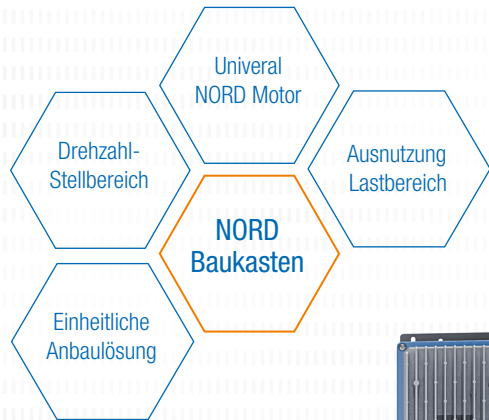 Univeral
NORD Motor
Drehzahl-
Stellbereich
Ausnutzung
Lastbereich
NORD
Baukasten
Einheitliche
Anbaulösung